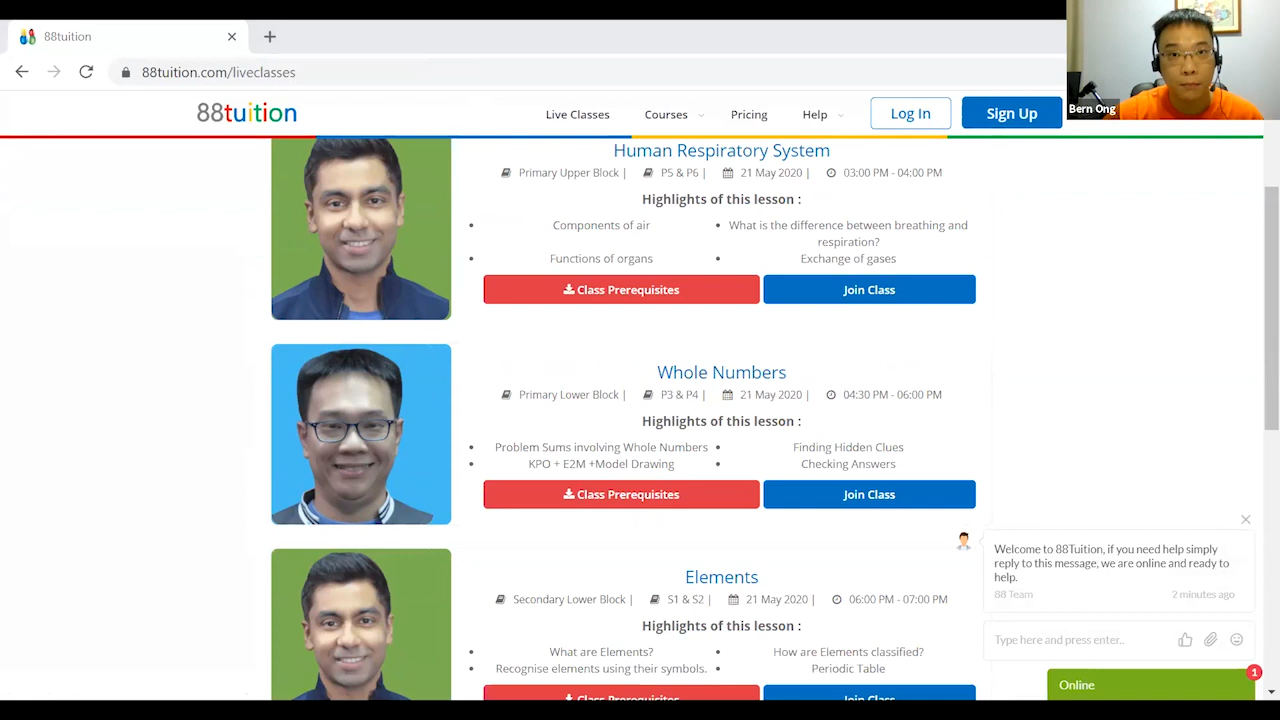 88tuition
88tuition.com/liveclasses
Bern Ong
88tuition
Live Classes
Courses
Pricing
Help
Log In
Sign Up
Human Respiratory System
Primary Upper Block | P5 & P6 | 21 May 2020 | 03:00 PM - 04:00 PM
Highlights of this lesson :
Components of air
What is the difference between breathing and
respiration?
Functions of organs
Exchange of gases
Class Prerequisites
Join Class
Whole Numbers
Primary Lower Block | P3 & P4 | 21 May 2020 | 04:30 PM - 06:00 PM
Highlights of this lesson :
Problem Sums involving Whole Numbers
Finding Hidden Clues
KPO + E2M +Model Drawing
Checking Answers
Class Prerequisites
Join Class
Elements
Secondary Lower Block | S1 & S2 | 21 May 2020 | 06:00 PM - 07:00 PM
Highlights of this lesson :
What are Elements?
How are Elements classified?
Recognise elements using their symbols.
Periodic Table
Class Prerequisites
Join Class
Welcome to 88Tuition, if you need help simply
reply to this message, we are online and ready to
help.
88 Team
2 minutes ago
Type here and press enter..
Online
1